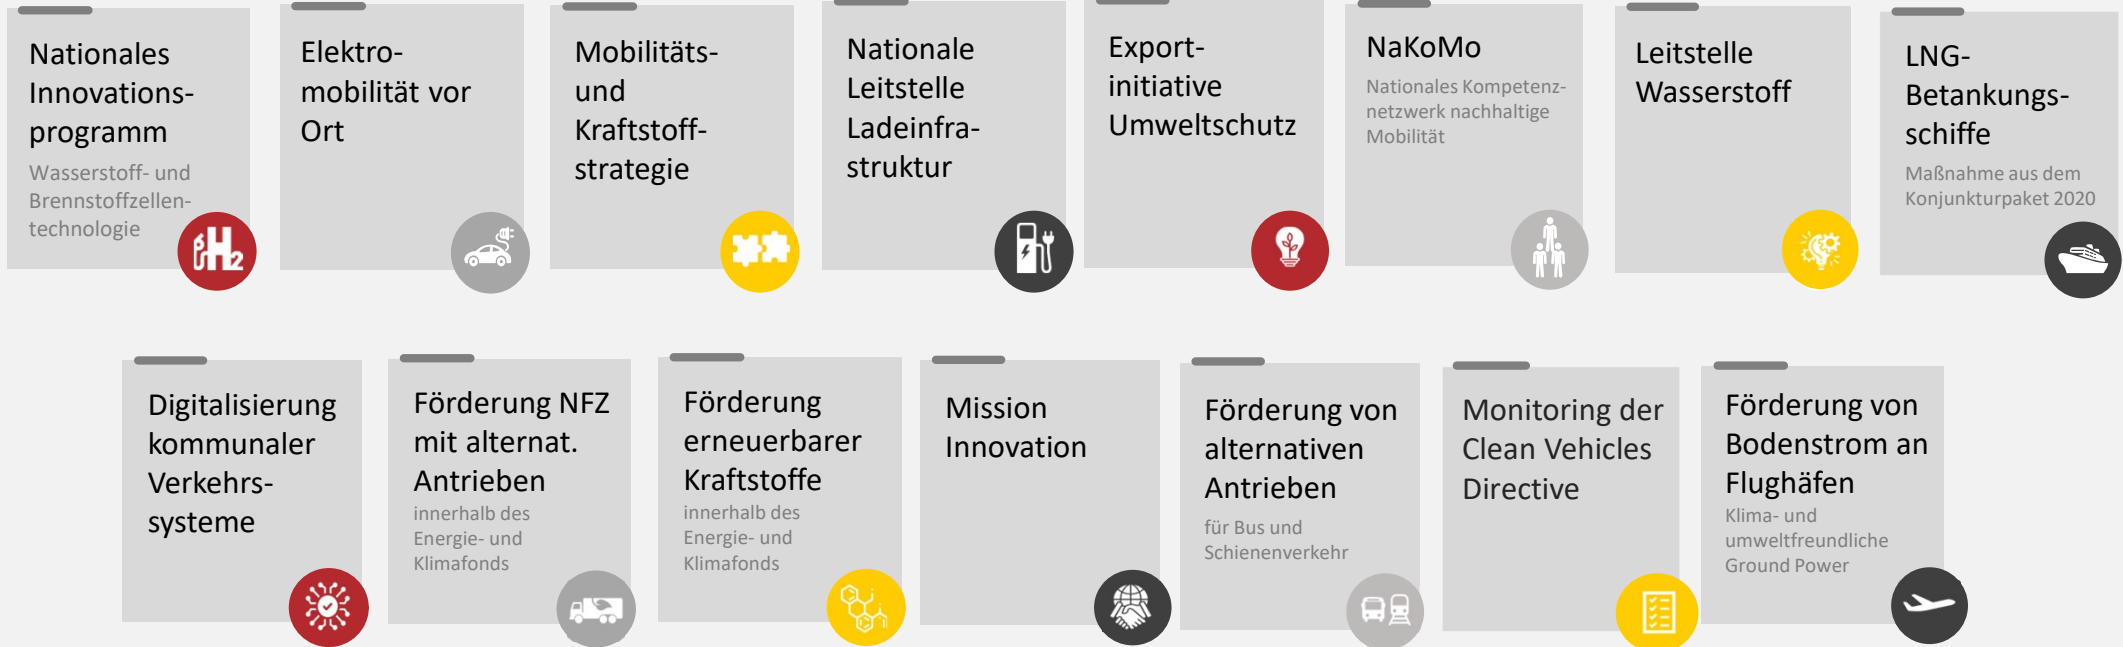 Nationales
Innovations-
programm
Wasserstoff- und
Brennstoffzellen-
technologie
H2
Elektro-
mobilität vor
Ort
Mobilitäts-
und
Kraftstoff-
strategie
Nationale
Leitstelle
Ladeinfra-
struktur
Export-
initiative
Umweltschutz
NaKoMo
Nationales Kompetenz-
netzwerk nachhaltige
Mobilität
Leitstelle
Wasserstoff
LNG-
Betankungs-
schiffe
Maßnahme aus dem
Konjunkturpaket 2020
Digitalisierung
kommunaler
Verkehrs-
systeme
Förderung NFZ
mit alternat.
Antrieben
innerhalb des
Energie- und
Klimafonds
Förderung
erneuerbarer
Kraftstoffe
innerhalb des
Energie- und
Klimafonds
Mission
Innovation
Förderung von
alternativen
Antrieben
für Bus und
Schienenverkehr
Monitoring der
Clean Vehicles
Directive
Förderung von
Bodenstrom an
Flughäfen
Klima- und
umweltfreundliche
Ground Power